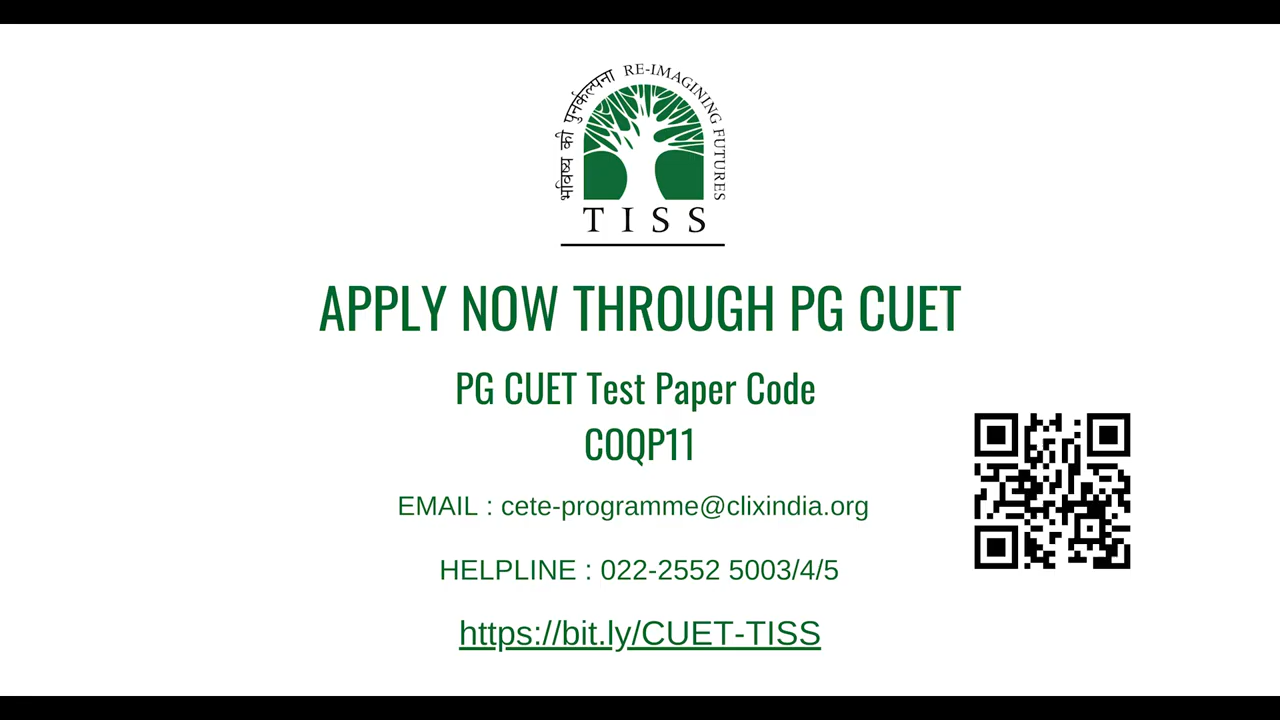 भविष्य की पुनर्कल्पना RE-IMAGINING FUTURES
TISS
APPLY NOW THROUGH PG CUET
PG CUET Test Paper Code
COQP11
EMAIL : cete-programme@clixindia.org
HELPLINE : 022-2552 5003/4/5
https://bit.ly/CUET-TISS